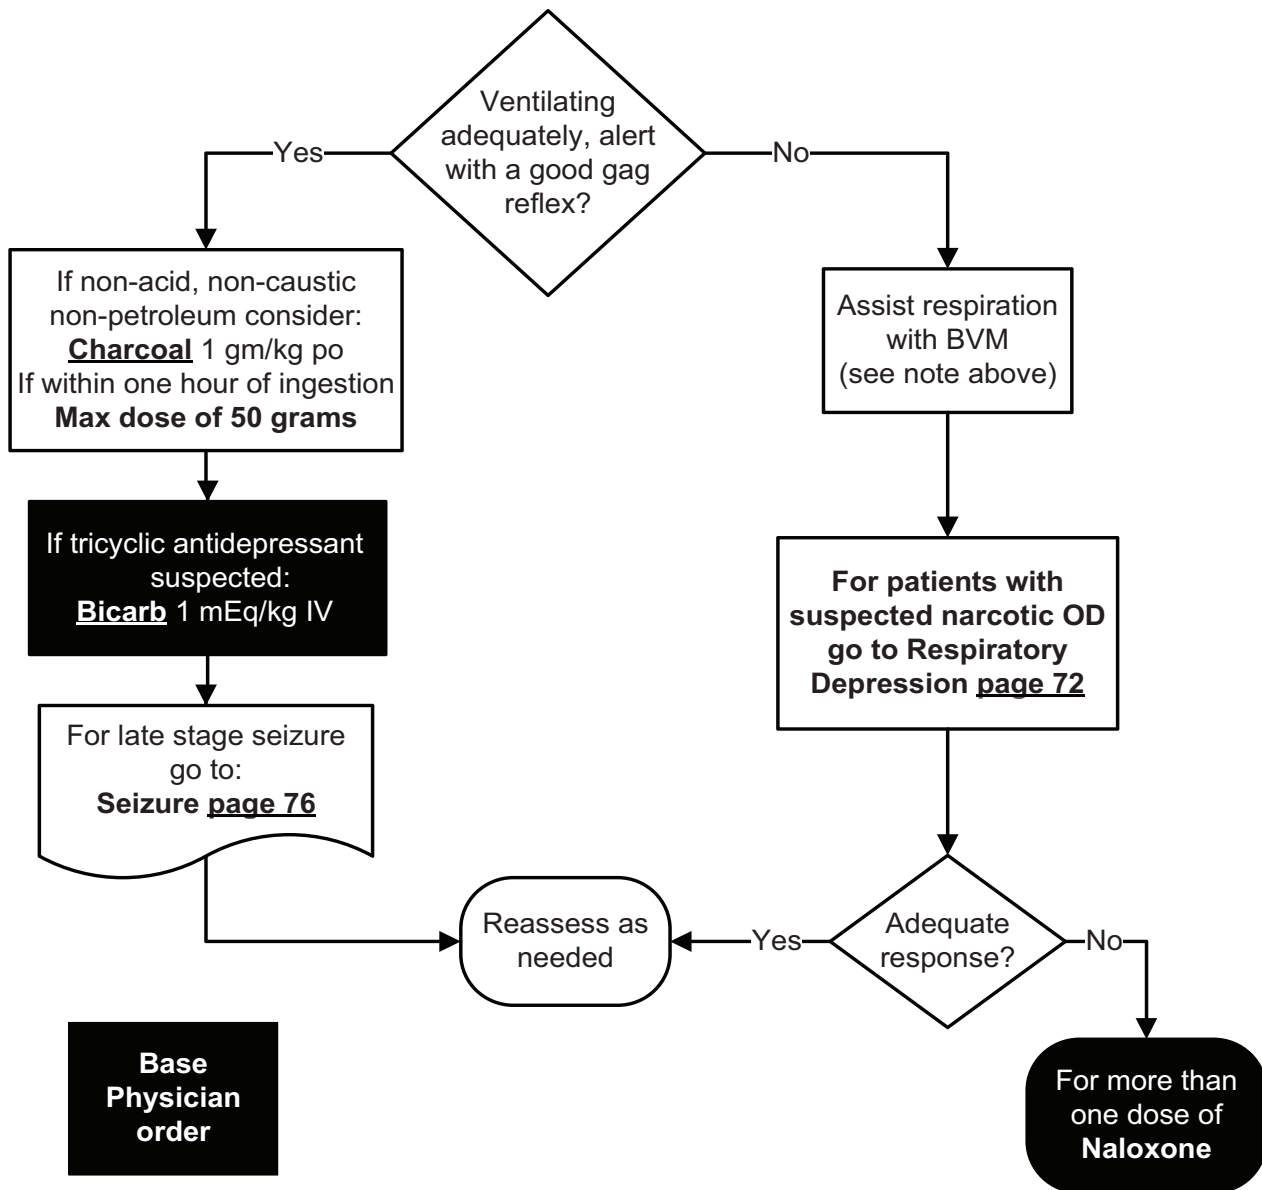 Ventilating
adequately, alert
with a good gag
reflex?
Yes
No
If non-acid, non-caustic
non-petroleum consider:
Charcoal 1 gm/kg po
If within one hour of ingestion
Max dose of 50 grams
Assist respiration
with BVM
(see note above)
If tricyclic antidepressant
suspected:
Bicarb 1 mEq/kg IV
For patients with
suspected narcotic OD
go to Respiratory
Depression page 72
For late stage seizure
go to:
Seizure page 76
Reassess as
needed
Yes
Adequate
response?
No
Base
Physician
order
For more than
one dose of
Naloxone